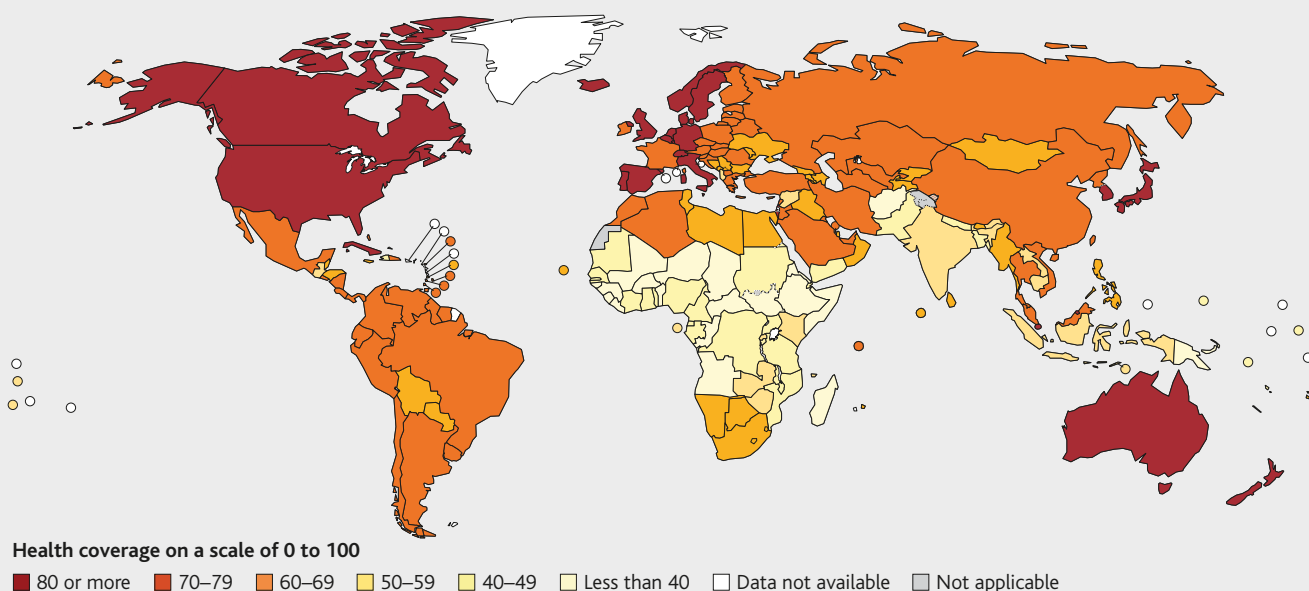 Health coverage on a scale of 0 to 100
80 or more 70–79 60–69 50–59 40–49 Less than 40 Data not available Not applicable